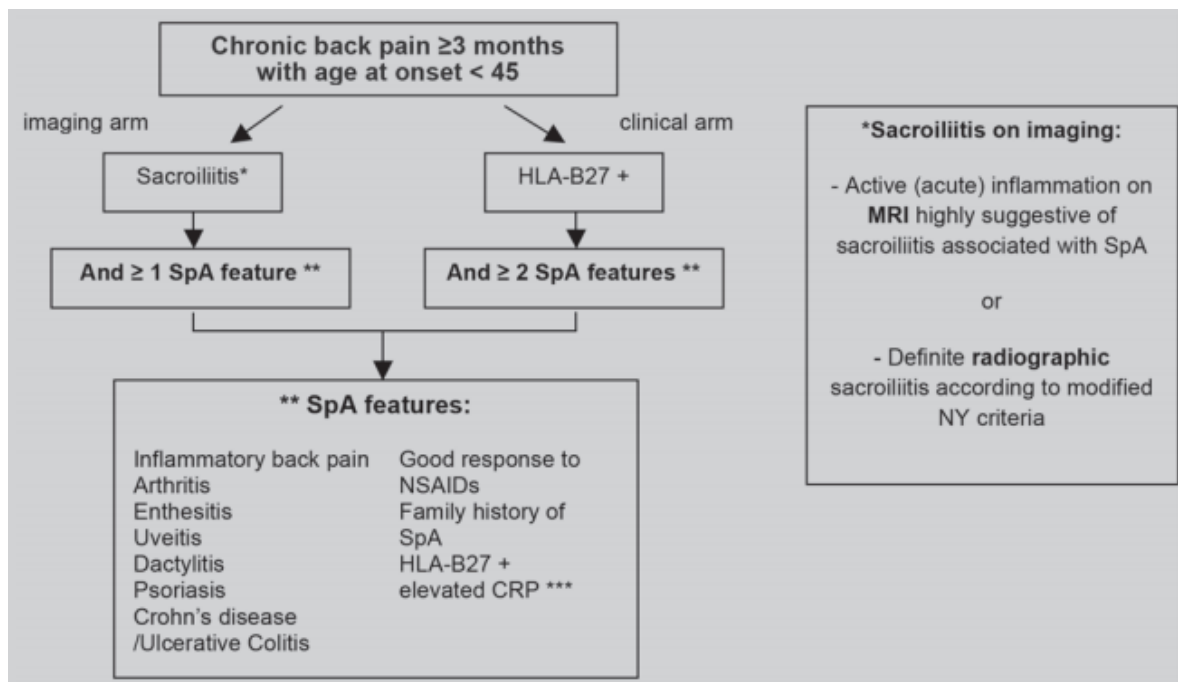 Chronic back pain ≥3 months
with age at onset < 45
imaging arm
clinical arm
Sacroiliitis*
HLA-B27 +
And ≥ 1 SpA feature **
And ≥ 2 SpA features **
** SpA features:
Inflammatory back pain
Arthritis
Enthesitis
Uveitis
Dactylitis
Psoriasis
Crohn's disease
/Ulcerative Colitis
Good response to
NSAIDs
Family history of
SpA
HLA-B27 +
elevated CRP ***
*Sacroiliitis on imaging:
- Active (acute) inflammation on
MRI highly suggestive of
sacroiliitis associated with SpA
or
- Definite radiographic
sacroiliitis according to modified
NY criteria